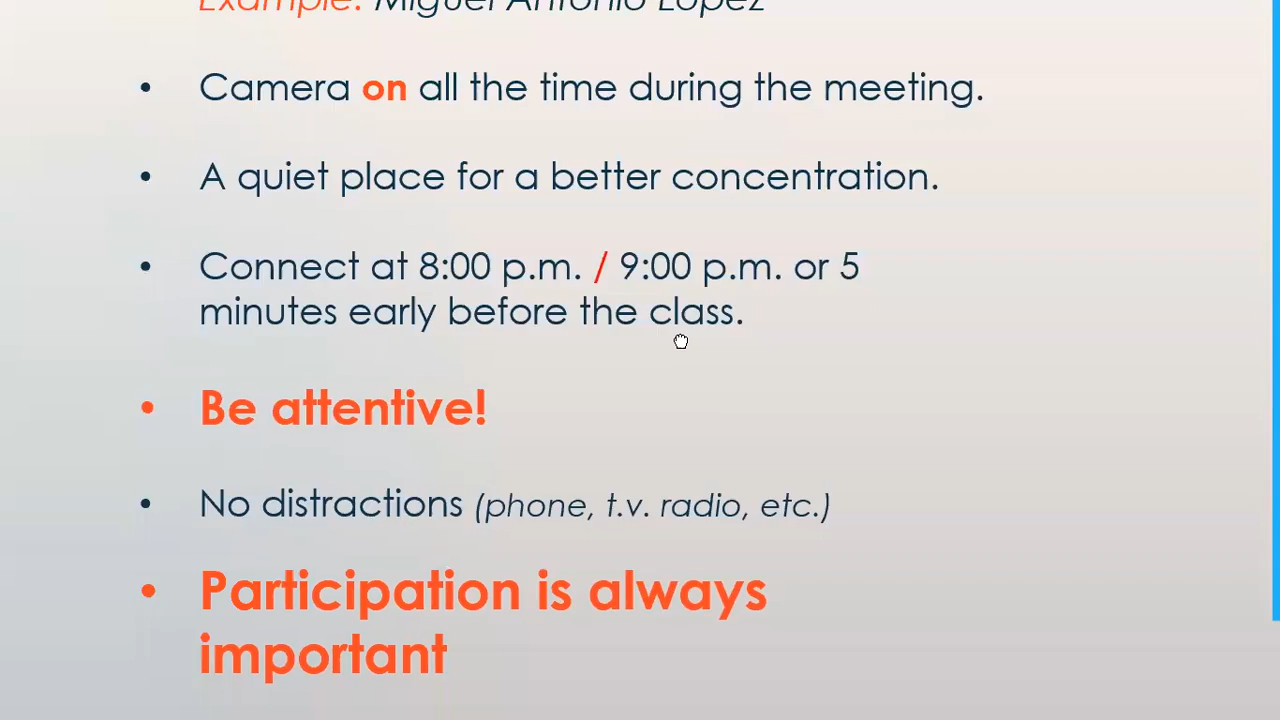 Example: Miguel Antonio Lopez
• Camera on all the time during the meeting.
• A quiet place for a better concentration.
• Connect at 8:00 p.m. / 9:00 p.m. or 5
minutes early before the class.
• Be attentive!
• No distractions (phone, t.v. radio, etc.)
• Participation is always
important